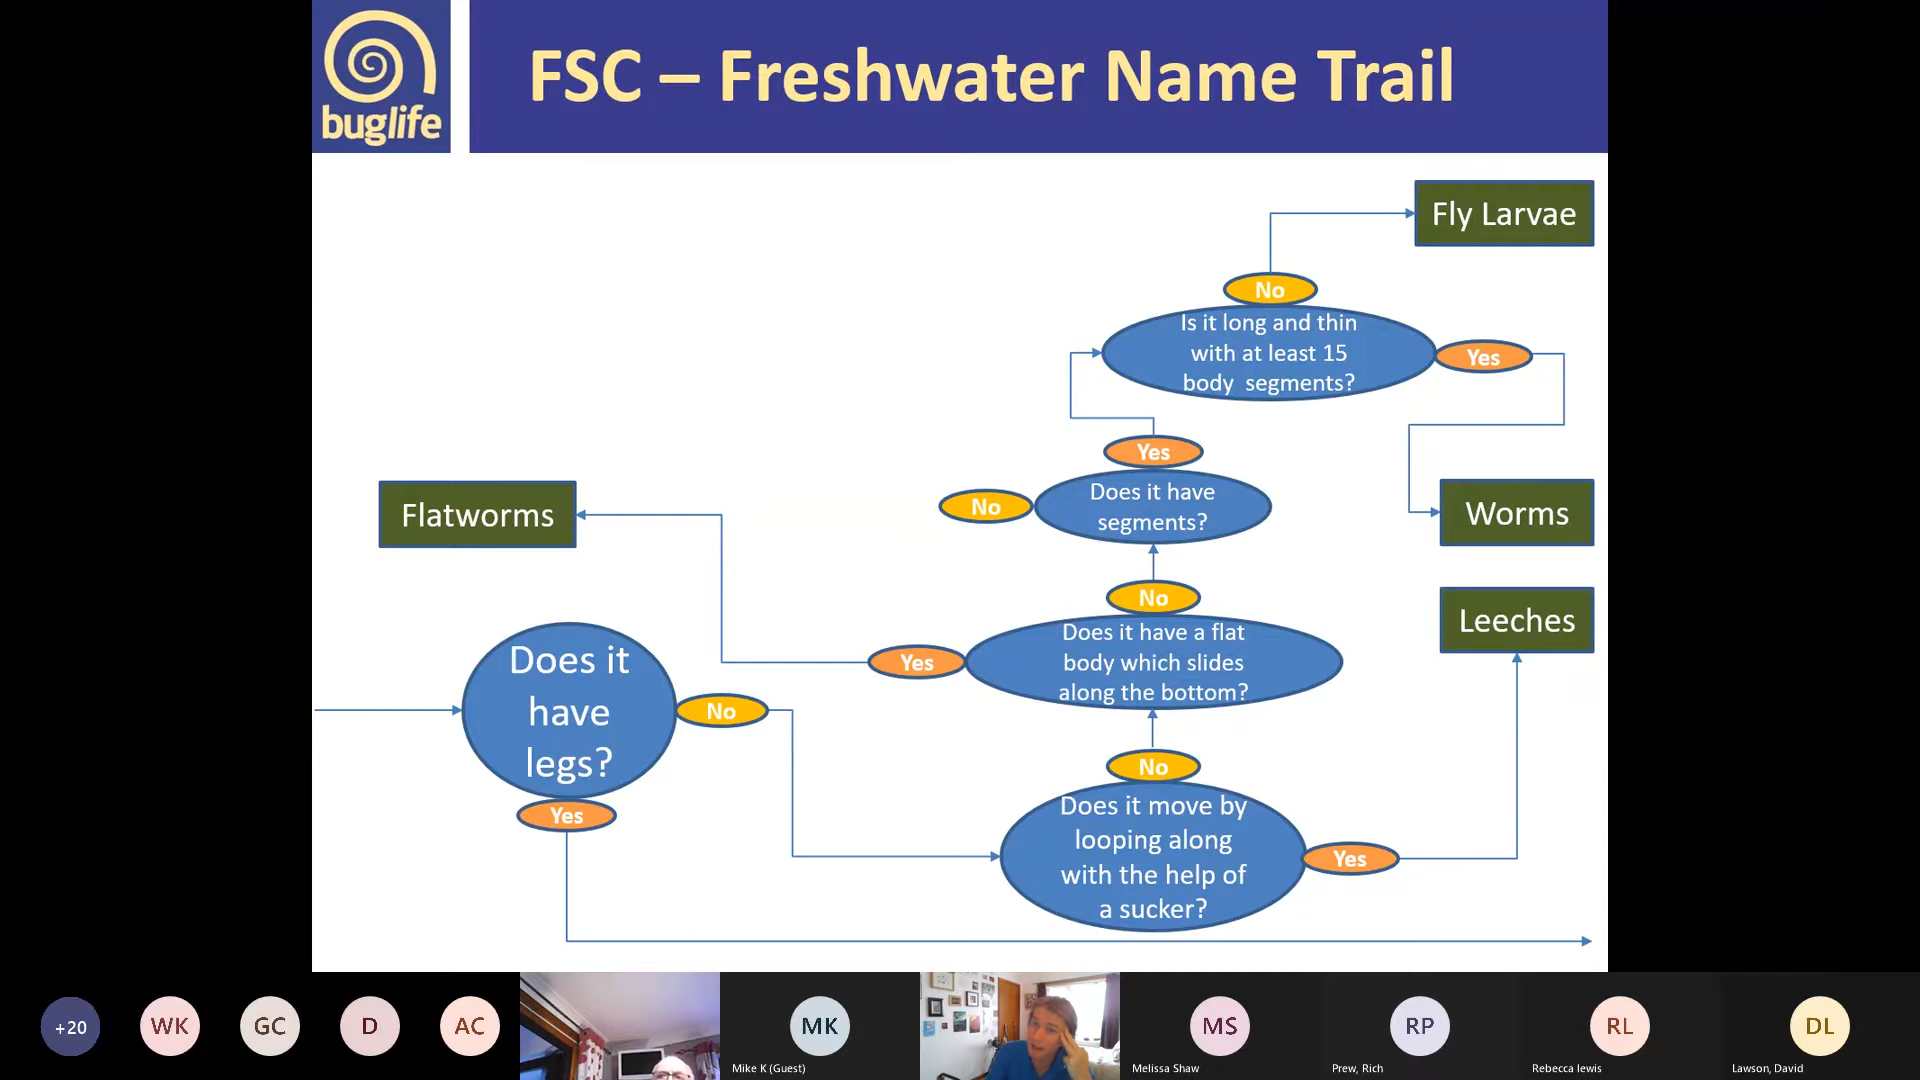 buglife
FSC – Freshwater Name Trail
Fly Larvae
No
Is it long and thin
with at least 15
body segments?
Yes
Yes
Does it have
segments?
No
Flatworms
Worms
No
Leeches
Does it have a flat
body which slides
along the bottom?
Yes
Does it
have
legs?
No
Yes
No
Does it move by
looping along
with the help of
a sucker?
Yes
+20
WK
GC
D
AC
MK
Mike K (Guest)
MS
Melissa Shaw
RP
Prew, Rich
RL
Rebecca lewis
DL
Lawson, David